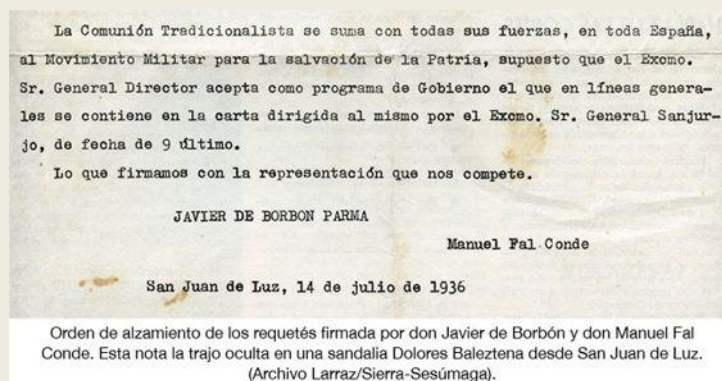 La Comunión Tradicionalista se suma con todas sus fuerzas, en toda España,
al Movimiento Militar para la salvación de la Patria, supuesto que el Excmo.
Sr. General Director acepta como programa de Gobierno el que en líneas genera-
les se contiene en la carta dirigida al mismo por el Excmo. Sr. General Sanjur-
jo, de fecha de 9 último.
Lo que firmamos con la representación que nos compete.
JAVIER DE BORBON PARMA
Manuel Fal Conde
San Juan de Luz, 14 de julio de 1936
Orden de alzamiento de los requetés firmada por don Javier de Borbón y don Manuel Fal
Conde. Esta nota la trajo oculta en una sandalia Dolores Baleztena desde San Juan de Luz.
(Archivo Larraz/Sierra-Sesúmaga).